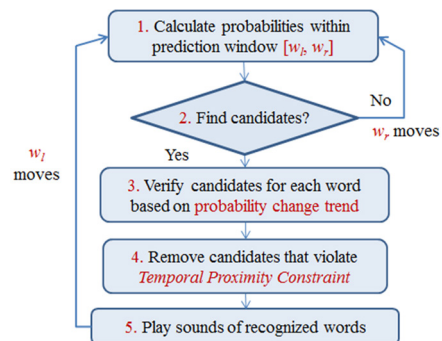 1. Calculate probabilities within
prediction window [wl, wr]
2. Find candidates?
No
wr moves
Yes
wl
moves
3. Verify candidates for each word
based on probability change trend
4. Remove candidates that violate
Temporal Proximity Constraint
5. Play sounds of recognized words